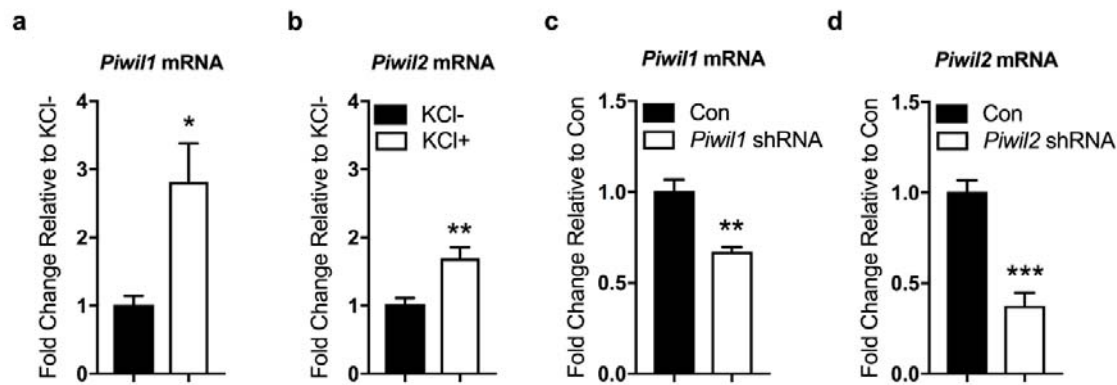 a
Piwil1 mRNA
Fold Change Relative to KCl-
4
3
2
1
0
*
b
Piwil2 mRNA
Fold Change Relative to KCl-
4
2
0
KCl-
KCl+
**
c
Piwil1 mRNA
Fold Change Relative to Con
1.5
1.0
0.5
0.0
Con
Piwil1 shRNA
**
d
Piwil2 mRNA
Fold Change Relative to Con
1.5
1.0
0.5
0.0
Con
Piwil2 shRNA
***